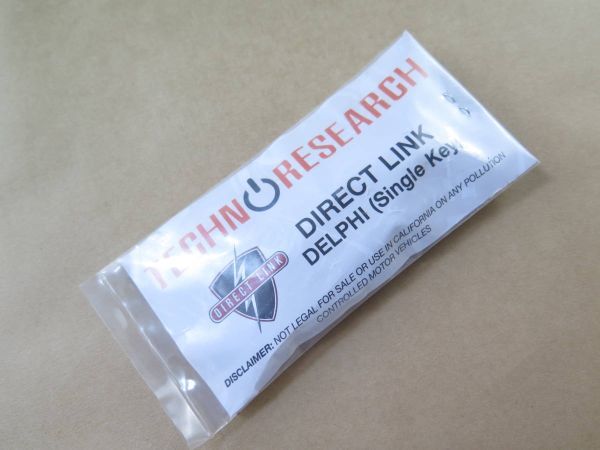 TECHNORESEARCH
DIRECT LINK
DELPHI (Single Key)
DIRECT LINK
DISCLAIMER: NOT LEGAL FOR SALE OR USE IN CALIFORNIA ON ANY POLLUTION
CONTROLLED MOTOR VEHICLES